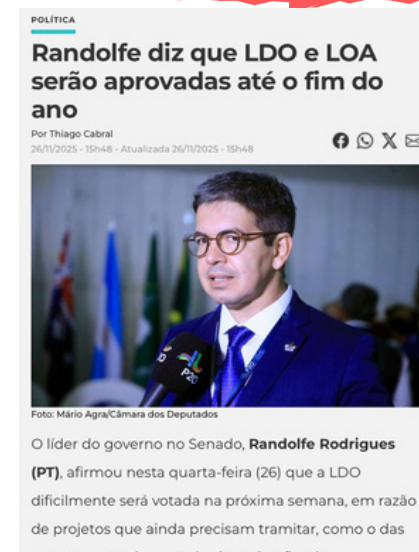 POLÍTICA
Randolfe diz que LDO e LOA
serão aprovadas até o fim do
ano
Por Thiago Cabral
26/11/2025 - 15h48 - Atualizada 26/11/2025 - 15h48
P20
Foto: Mário Agra/Câmara dos Deputados
O líder do governo no Senado, Randolfe Rodrigues
(PT), afirmou nesta quarta-feira (26) que a LDO
dificilmente será votada na próxima semana, em razão
de projetos que ainda precisam tramitar, como o das